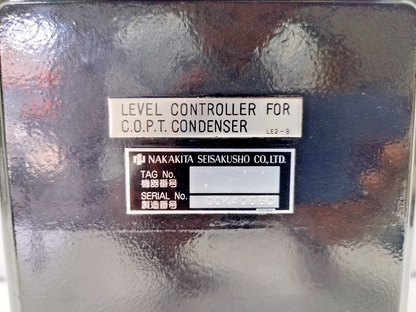 LEVEL CONTROLLER FOR
C.O.P.T. CONDENSER LE2-8
NAKAKITA SEISAKUSHO CO., LTD.
TAG No.
機器番号
SERIAL No.
製造番号